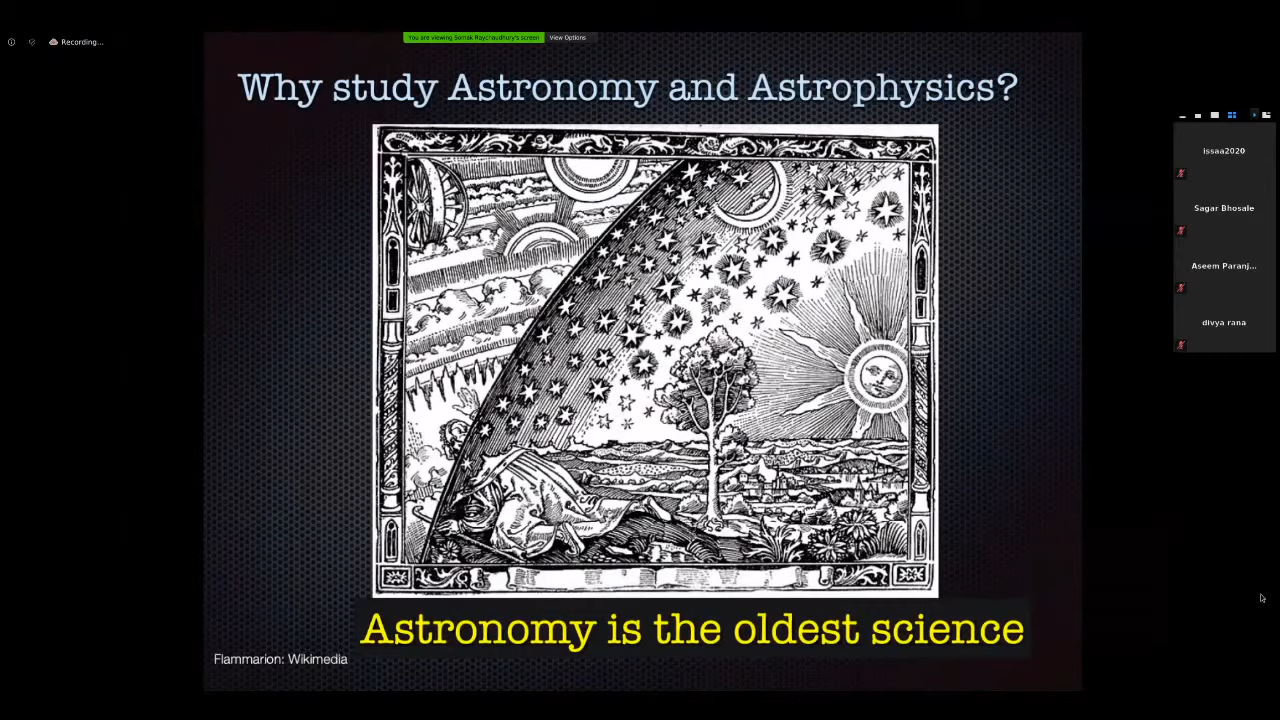 Recording...
You are viewing Somak Raychaudhury's screen
View Options
Why study Astronomy and Astrophysics?
issaa2020
Sagar Bhosale
Aseem Paranj...
divya rana
Astronomy is the oldest science
Flammarion: Wikimedia